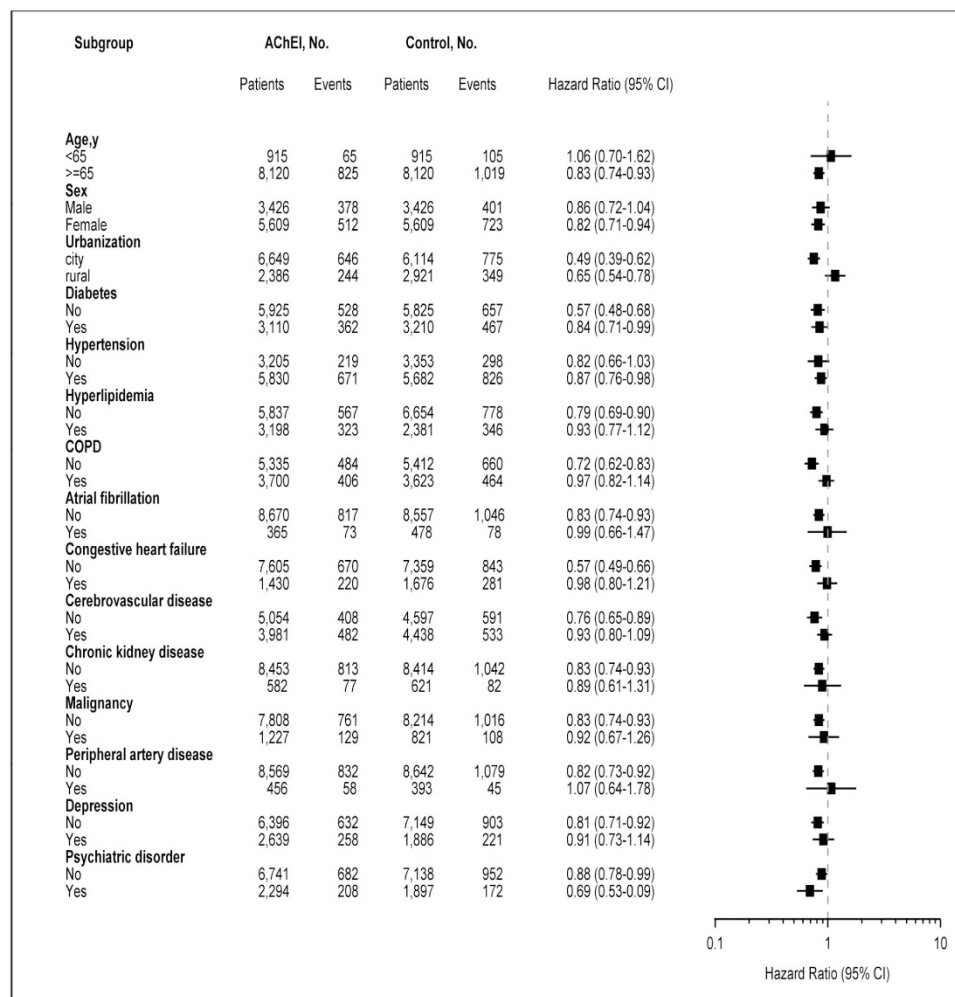 Subgroup AChEI, No. Control, No.
Patients Events Patients Events Hazard Ratio (95% CI)
Age,y
<65 915 65 915 105 1.06 (0.70-1.62)
>=65 8,120 825 8,120 1,019 0.83 (0.74-0.93)
Sex
Male 3,426 378 3,426 401 0.86 (0.72-1.04)
Female 5,609 512 5,609 723 0.82 (0.71-0.94)
Urbanization
city 6,649 646 6,114 775 0.49 (0.39-0.62)
rural 2,386 244 2,921 349 0.65 (0.54-0.78)
Diabetes
No 5,925 528 5,825 657 0.57 (0.48-0.68)
Yes 3,110 362 3,210 467 0.84 (0.71-0.99)
Hypertension
No 3,205 219 3,353 298 0.82 (0.66-1.03)
Yes 5,830 671 5,682 826 0.87 (0.76-0.98)
Hyperlipidemia
No 5,837 567 6,654 778 0.79 (0.69-0.90)
Yes 3,198 323 2,381 346 0.93 (0.77-1.12)
COPD
No 5,335 484 5,412 660 0.72 (0.62-0.83)
Yes 3,700 406 3,623 464 0.97 (0.82-1.14)
Atrial fibrillation
No 8,670 817 8,557 1,046 0.83 (0.74-0.93)
Yes 365 73 478 78 0.99 (0.66-1.47)
Congestive heart failure
No 7,605 670 7,359 843 0.57 (0.49-0.66)
Yes 1,430 220 1,676 281 0.98 (0.80-1.21)
Cerebrovascular disease
No 5,054 408 4,597 591 0.76 (0.65-0.89)
Yes 3,981 482 4,438 533 0.93 (0.80-1.09)
Chronic kidney disease
No 8,453 813 8,414 1,042 0.83 (0.74-0.93)
Yes 582 77 621 82 0.89 (0.61-1.31)
Malignancy
No 7,808 761 8,214 1,016 0.83 (0.74-0.93)
Yes 1,227 129 821 108 0.92 (0.67-1.26)
Peripheral artery disease
No 8,569 832 8,642 1,079 0.82 (0.73-0.92)
Yes 456 58 393 45 1.07 (0.64-1.78)
Depression
No 6,396 632 7,149 903 0.81 (0.71-0.92)
Yes 2,639 258 1,886 221 0.91 (0.73-1.14)
Psychiatric disorder
No 6,741 682 7,138 952 0.88 (0.78-0.99)
Yes 2,294 208 1,897 172 0.69 (0.53-0.09)
0.1 1 10
Hazard Ratio (95% CI)